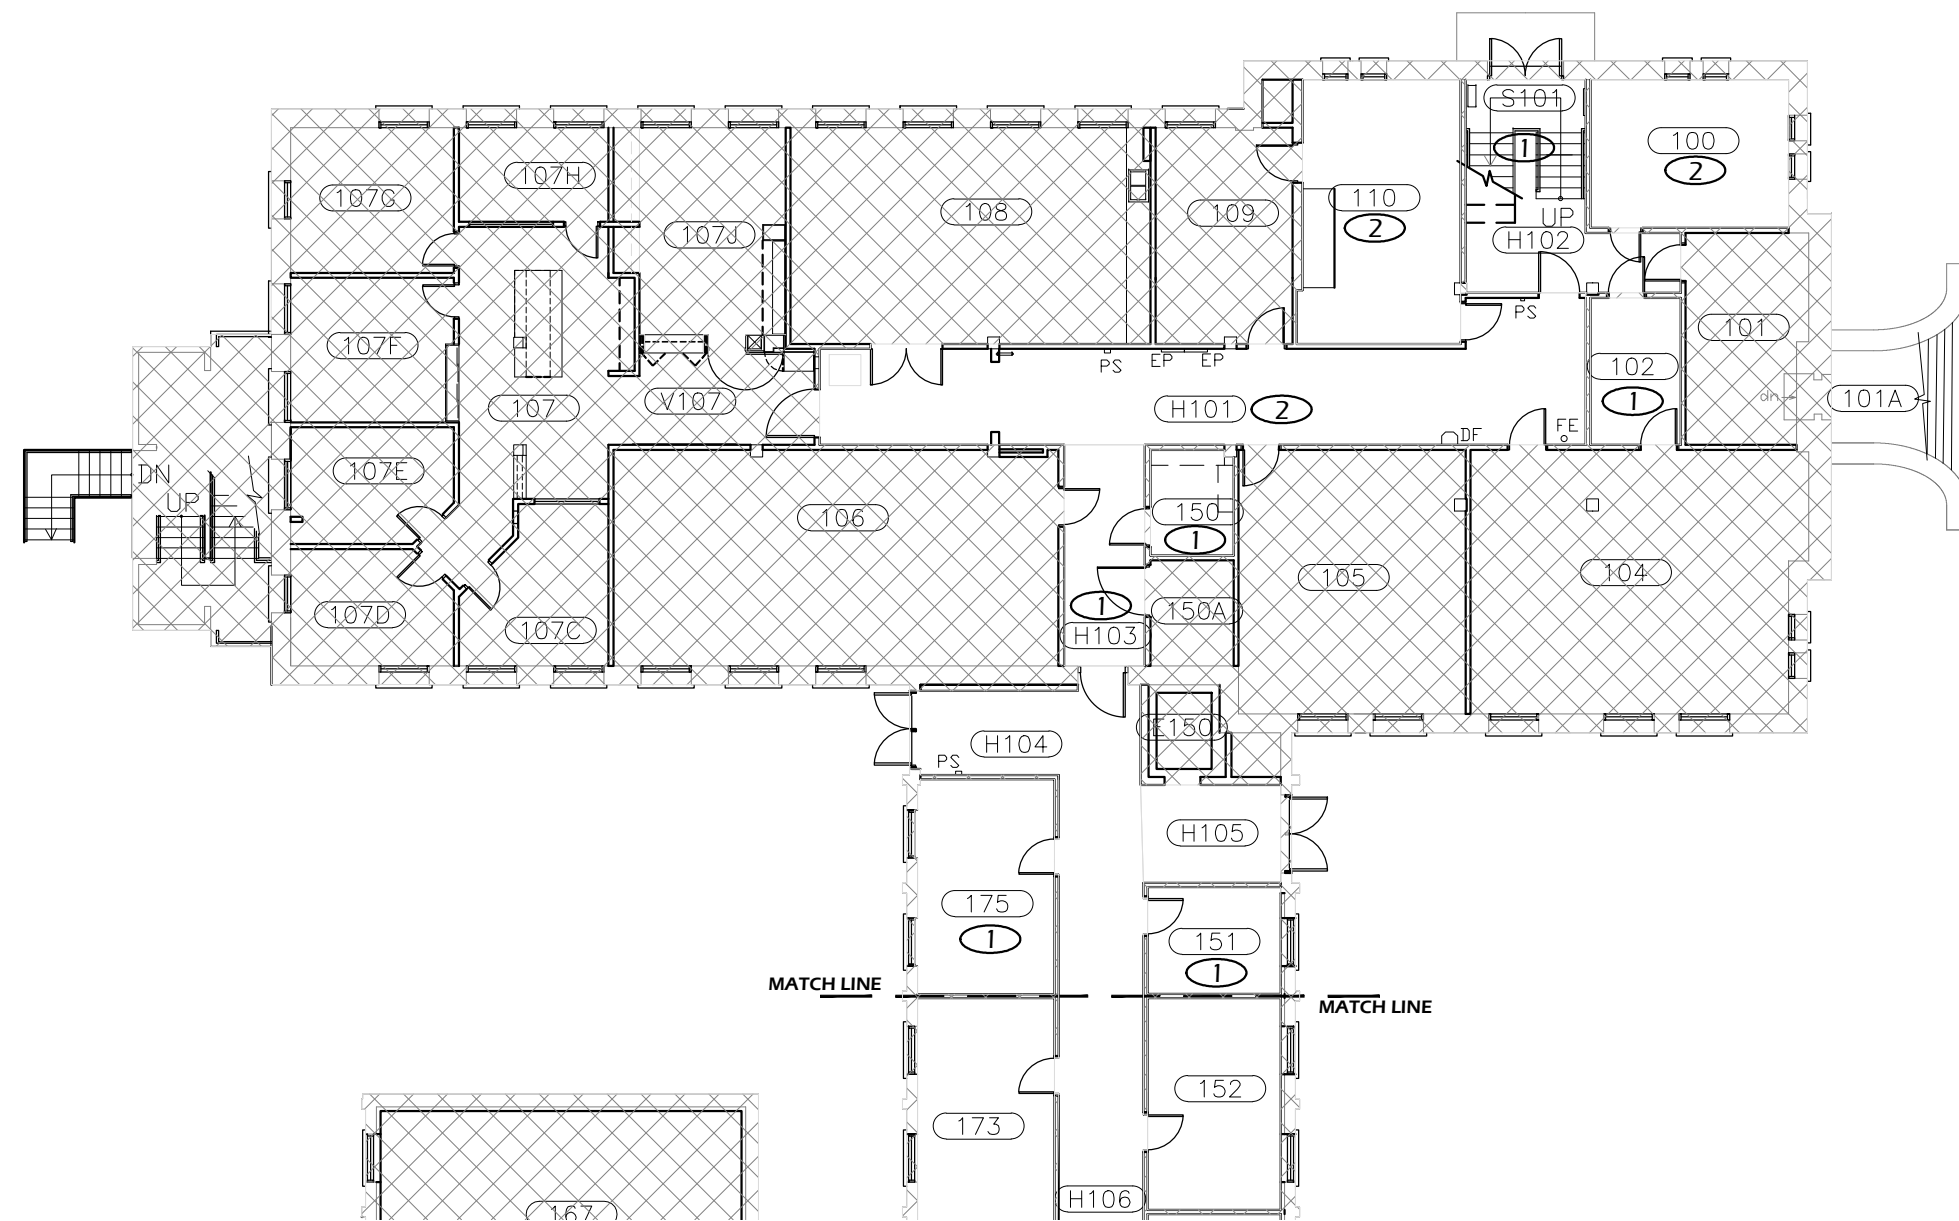 S101
1
100
2
107G
107H
110
2
108
109
UP
107J
H102
PS
101
107F
PS
EP
EP
102
1
dn
101A
107
V107
H101
2
FE
DF
107E
DN
UP
106
150
1
105
104
107D
107C
1
150A
H103
E150
H104
PS
H105
175
1
151
1
MATCH LINE
MATCH LINE
152
173
H106
167